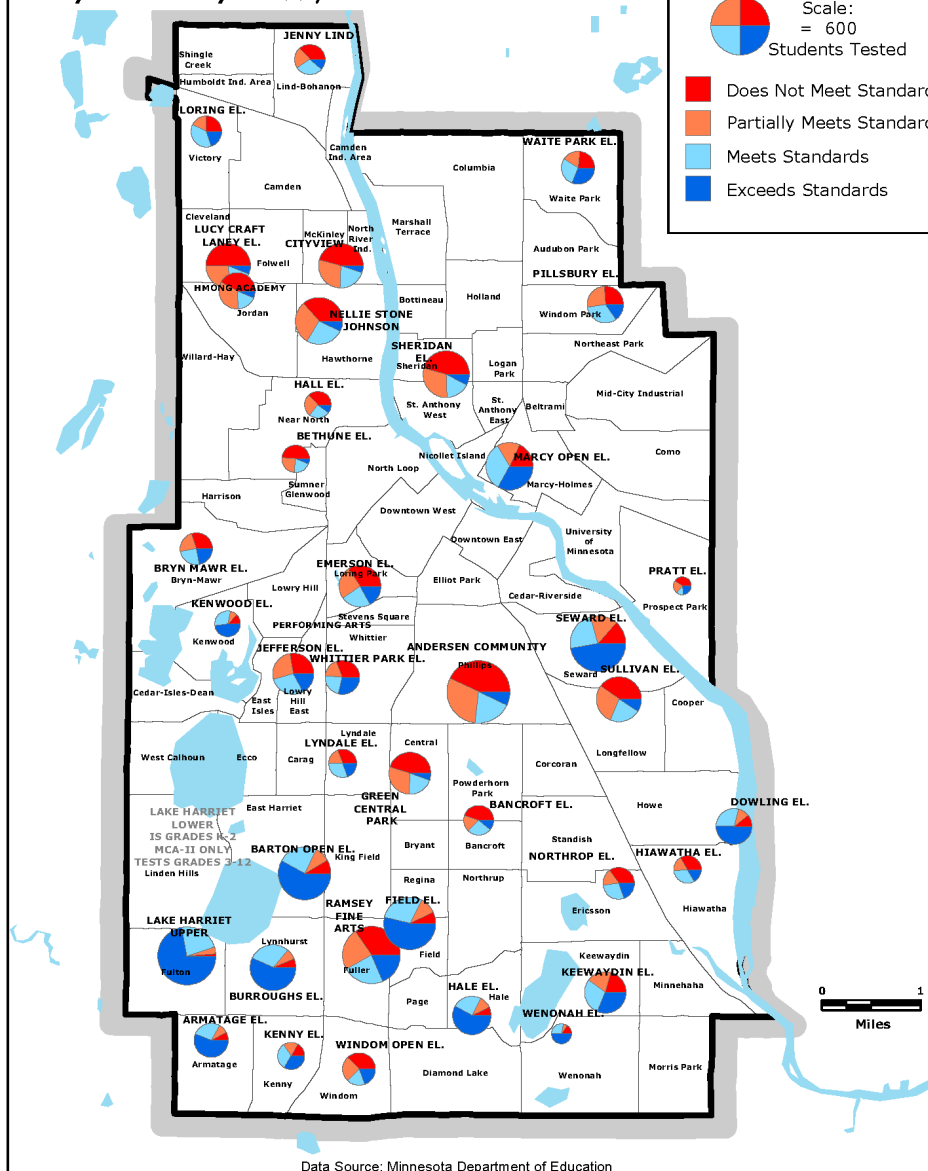 Scale:
= 600
Students Tested
Does Not Meet Standard
Partially Meets Standard
Meets Standards
Exceeds Standards
JENNY LIND
Shingle
Creek
Humboldt Ind. Area
Lind-Bohanon
LORING EL.
Victory
Camden
Ind. Area
Camden
Columbia
WAITE PARK EL.
Waite Park
Cleveland
LUCY CRAFT
LANEY EL.
Folwell
McKinley
CITYVIEW
North
River
Ind.
Marshall
Terrace
Audubon Park
PILLSBURY EL.
HMONG ACADEMY
Jordan
Bottineau
Holland
Windom Park
NELLIE STONE
JOHNSON
Willard-Hay
Hawthorne
SHERIDAN
EL.
Sheridan
Logan
Park
Northeast Park
Mid-City Industrial
HALL EL.
Near North
St. Anthony
West
St.
Anthony
East
Beltrami
BETHUNE EL.
Sumner
Glenwood
North Loop
Nicollet Island
MARCY OPEN EL.
Marcy-Holmes
Como
Harrison
Downtown West
Downtown East
University
of
Minnesota
BRYN MAWR EL.
Bryn-Mawr
EMERSON EL.
Loring Park
Lowry Hill
Elliot Park
Cedar-Riverside
PRATT EL.
Prospect Park
KENWOOD EL.
Kenwood
Stevens Square
PERFORMING ARTS
Whittier
SEWARD EL.
Seward
JEFFERSON EL.
WHITTIER PARK EL.
ANDERSEN COMMUNITY
Phillips
SULLIVAN EL.
Cedar-Isles-Dean
East
Isles
Lowry
Hill
East
Cooper
West Calhoun
Ecco
Carag
Lyndale
LYNDALE EL.
Central
Powderhorn
Park
Corcoran
Longfellow
GREEN
CENTRAL
PARK
LAKE HARRIET
LOWER
IS GRADES K-2
MCA-II ONLY
TESTS GRADES 3-12
East Harriet
BANCROFT EL.
Bancroft
Howe
DOWLING EL.
Linden Hills
BARTON OPEN EL.
King Field
Bryant
Standish
NORTHROP EL.
HIAWATHA EL.
Regina
Northrup
Ericsson
Hiawatha
LAKE HARRIET
UPPER
Fulton
RAMSEY
FINE
ARTS
Fuller
FIELD EL.
Field
Lynnhurst
BURROUGHS EL.
Keewaydin
KEEWAYDIN EL.
Minnehaha
Page
HALE EL.
Hale
WENONAH EL.
Wenonah
ARMATAGE EL.
Armatage
KENNY EL.
Kenny
WINDOM OPEN EL.
Windom
Diamond Lake
Morris Park
0 1
Miles
Data Source: Minnesota Department of Education